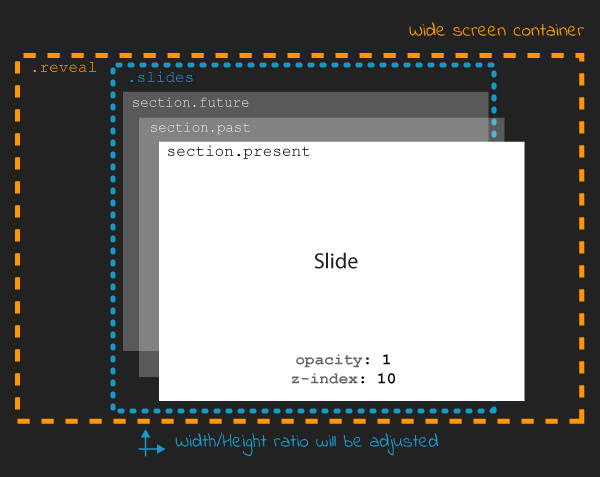 Wide screen container
.reveal
.slides
section.future
section.past
section.present
Slide
opacity: 1
z-index: 10
Width/Height ratio will be adjusted